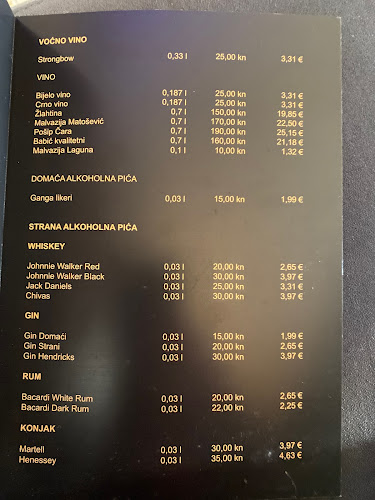 VOĆNO VINO
Strongbow 0,33 l 25,00 kn 3,31 €
VINO
Bijelo vino 0,187 l 25,00 kn 3,31 €
Crno vino 0,187 l 25,00 kn 3,31 €
Žlahtina 0,7 l 150,00 kn 19,85 €
Malvazija Matošević 0,7 l 170,00 kn 22,50 €
Pošip Čara 0,7 l 190,00 kn 25,15 €
Babić kvalitetni 0,7 l 160,00 kn 21,18 €
Malvazija Laguna 0,1 l 10,00 kn 1,32 €
DOMAĆA ALKOHOLNA PIĆA
Ganga likeri 0,03 l 15,00 kn 1,99 €
STRANA ALKOHOLNA PIĆA
WHISKEY
Johnnie Walker Red 0,03 l 20,00 kn 2,65 €
Johnnie Walker Black 0,03 l 30,00 kn 3,97 €
Jack Daniels 0,03 l 25,00 kn 3,31 €
Chivas 0,03 l 30,00 kn 3,97 €
GIN
Gin Domaći 0,03 l 15,00 kn 1,99 €
Gin Strani 0,03 l 20,00 kn 2,65 €
Gin Hendricks 0,03 l 30,00 kn 3,97 €
RUM
Bacardi White Rum 0,03 l 20,00 kn 2,65 €
Bacardi Dark Rum 0,03 l 22,00 kn 2,25 €
KONJAK
Martell 0,03 l 30,00 kn 3,97 €
Henessey 0,03 l 35,00 kn 4,63 €